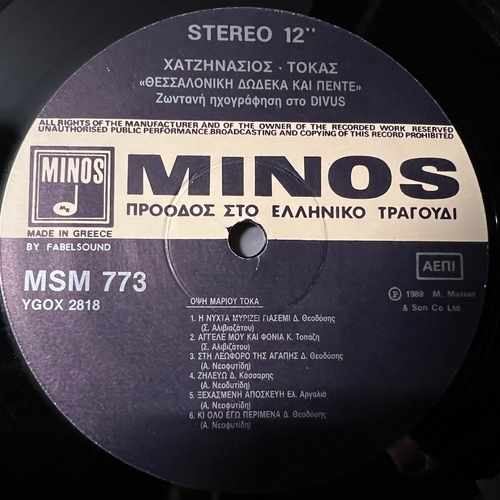 STEREO 12"
ΧΑΤΖΗΝΑΣΙΟΣ · ΤΟΚΑΣ
«ΘΕΣΣΑΛΟΝΙΚΗ ΔΩΔΕΚΑ ΚΑΙ ΠΕΝΤΕ»
Ζωντανή ηχογράφηση στο DIVUS
ALL RIGHTS OF THE MANUFACTURER AND OF THE OWNER OF THE RECORDED WORK RESERVED
UNAUTHORISED PUBLIC PERFORMANCE.BROADCASTING AND COPYING OF THIS RECORD PROHIBITED
MINOS
MINOS
ΠΡΟΟΔΟΣ ΣΤΟ ΕΛΛΗΝΙΚΟ ΤΡΑΓΟΥΔΙ
MADE IN GREECE
BY FABELSOUND
MSM 773
YGOX 2818
ΑΕΠΙ
Ⓟ 1989 M. Matsas
& Son Co Ltd
ΟΨΗ ΜΑΡΙΟΥ ΤΟΚΑ
1. Η ΝΥΧΤΑ ΜΥΡΙΖΕΙ ΓΙΑΣΕΜΙ Δ. Θεοδόσης
(Σ. Αλιβιαζάτου)
2. ΑΓΓΕΛΕ ΜΟΥ ΚΑΙ ΦΟΝΙΑ Κ. Τοπάζη
(Σ. Αλιβιζάτου)
3. ΣΤΗ ΛΕΩΦΟΡΟ ΤΗΣ ΑΓΑΠΗΣ Δ. Θεοδόσης
(Α. Νεοφυτίδη)
4. ΖΗΛΕΥΩ Δ. Κάσσαρης
(Α. Νεοφυτίδη)
5. ΞΕΧΑΣΜΕΝΗ ΑΠΟΣΚΕΥΗ Ελ. Αργαλιά
(Α. Νεοφυτίδη)
6. ΚΙ ΟΛΟ ΕΓΩ ΠΕΡΙΜΕΝΑ Δ. Θεοδόσης
(Α. Νεοφυτίδη)